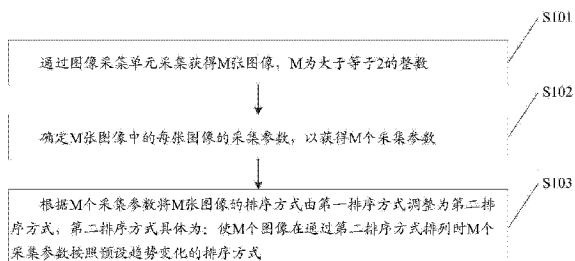 S101
通过图像采集单元采集获得M张图像，M为大于等于2的整数
S102
确定M张图像中的每张图像的采集参数，以获得M个采集参数
S103
根据M个采集参数将M张图像的排序方式由第一排序方式调整为第二排
序方式，第二排序方式具体为：使M个图像在通过第二排序方式排列时M个
采集参数按照预设趋势变化的排序方式